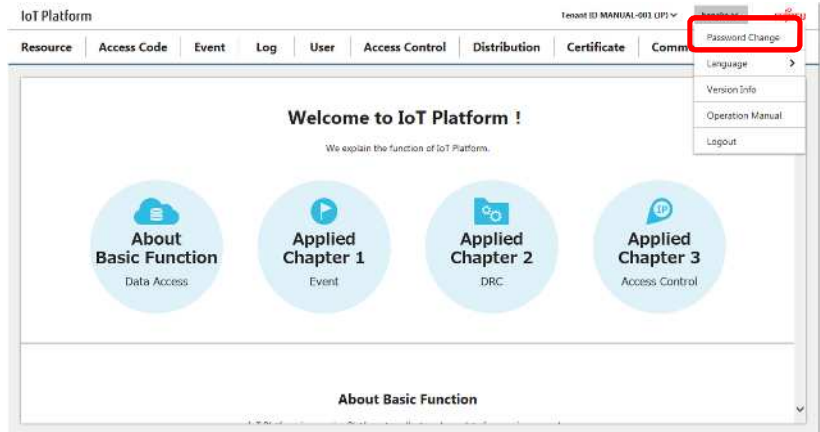 IoT Platform
Tenant ID MANUAL-001 (JP)
Resource Access Code Event Log User Access Control Distribution Certificate Comm
Password Change
Language
Version Info
Operation Manual
Logout
Welcome to IoT Platform !
We explain the function of IoT Platform.
About
Basic Function
Data Access
Applied
Chapter 1
Event
Applied
Chapter 2
DRC
IP
Applied
Chapter 3
Access Control
About Basic Function